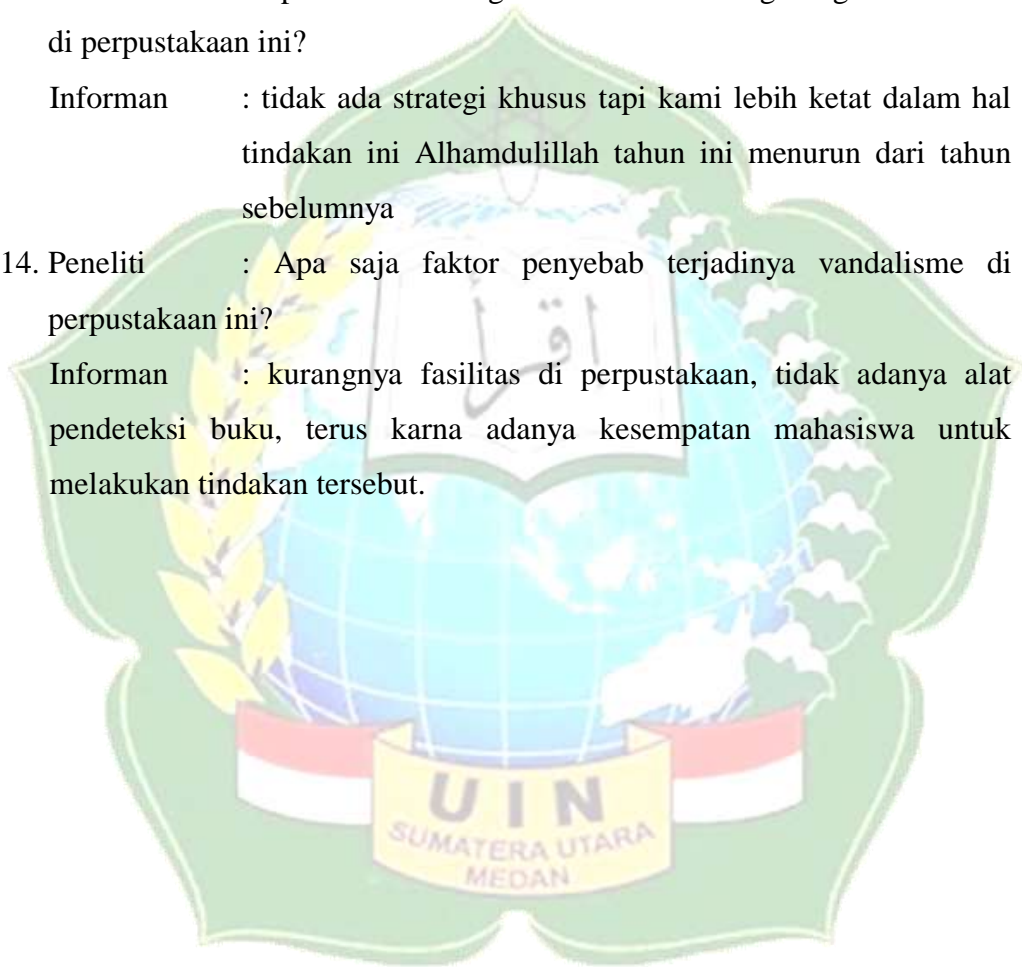 di perpustakaan ini?
Informan : tidak ada strategi khusus tapi kami lebih ketat dalam hal
tindakan ini Alhamdulillah tahun ini menurun dari tahun
sebelumnya
14. Peneliti : Apa saja faktor penyebab terjadinya vandalisme di
perpustakaan ini?
Informan : kurangnya fasilitas di perpustakaan, tidak adanya alat
pendeteksi buku, terus karna adanya kesempatan mahasiswa untuk
melakukan tindakan tersebut.
اقرأ
UIN
SUMATERA UTARA
MEDAN